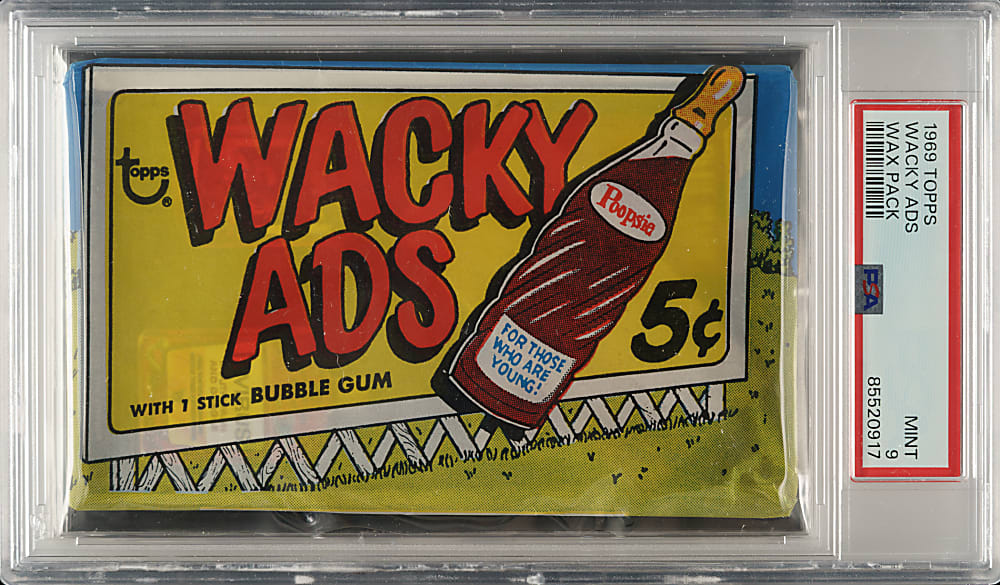 topps
®
WACKY
ADS
Poopsie
5¢
FOR THOSE
WHO ARE
YOUNG!
WITH 1 STICK BUBBLE GUM
1969 TOPPS
WACKY ADS
WAX PACK
PSA
MINT
9
85520917